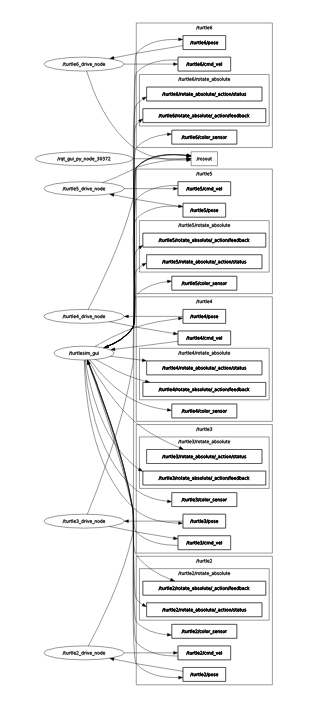 /turtle6
/turtle6/pose
/turtle6_drive_node
/turtle6/cmd_vel
/turtle6/rotate_absolute
/turtle6/rotate_absolute/_action/status
/turtle6/rotate_absolute/_action/feedback
/turtle6/color_sensor
/rqt_gui_py_node_30372
/rosout
/turtle5
/turtle5_drive_node
/turtle5/cmd_vel
/turtle5/pose
/turtle5/rotate_absolute
/turtle5/rotate_absolute/_action/feedback
/turtle5/rotate_absolute/_action/status
/turtle5/color_sensor
/turtle4
/turtle4_drive_node
/turtle4/pose
/turtle4/cmd_vel
/turtlesim_gui
/turtle4/rotate_absolute
/turtle4/rotate_absolute/_action/status
/turtle4/rotate_absolute/_action/feedback
/turtle4/color_sensor
/turtle3
/turtle3/rotate_absolute
/turtle3/rotate_absolute/_action/status
/turtle3/rotate_absolute/_action/feedback
/turtle3/color_sensor
/turtle3_drive_node
/turtle3/pose
/turtle3/cmd_vel
/turtle2
/turtle2/rotate_absolute
/turtle2/rotate_absolute/_action/feedback
/turtle2/rotate_absolute/_action/status
/turtle2/color_sensor
/turtle2_drive_node
/turtle2/cmd_vel
/turtle2/pose